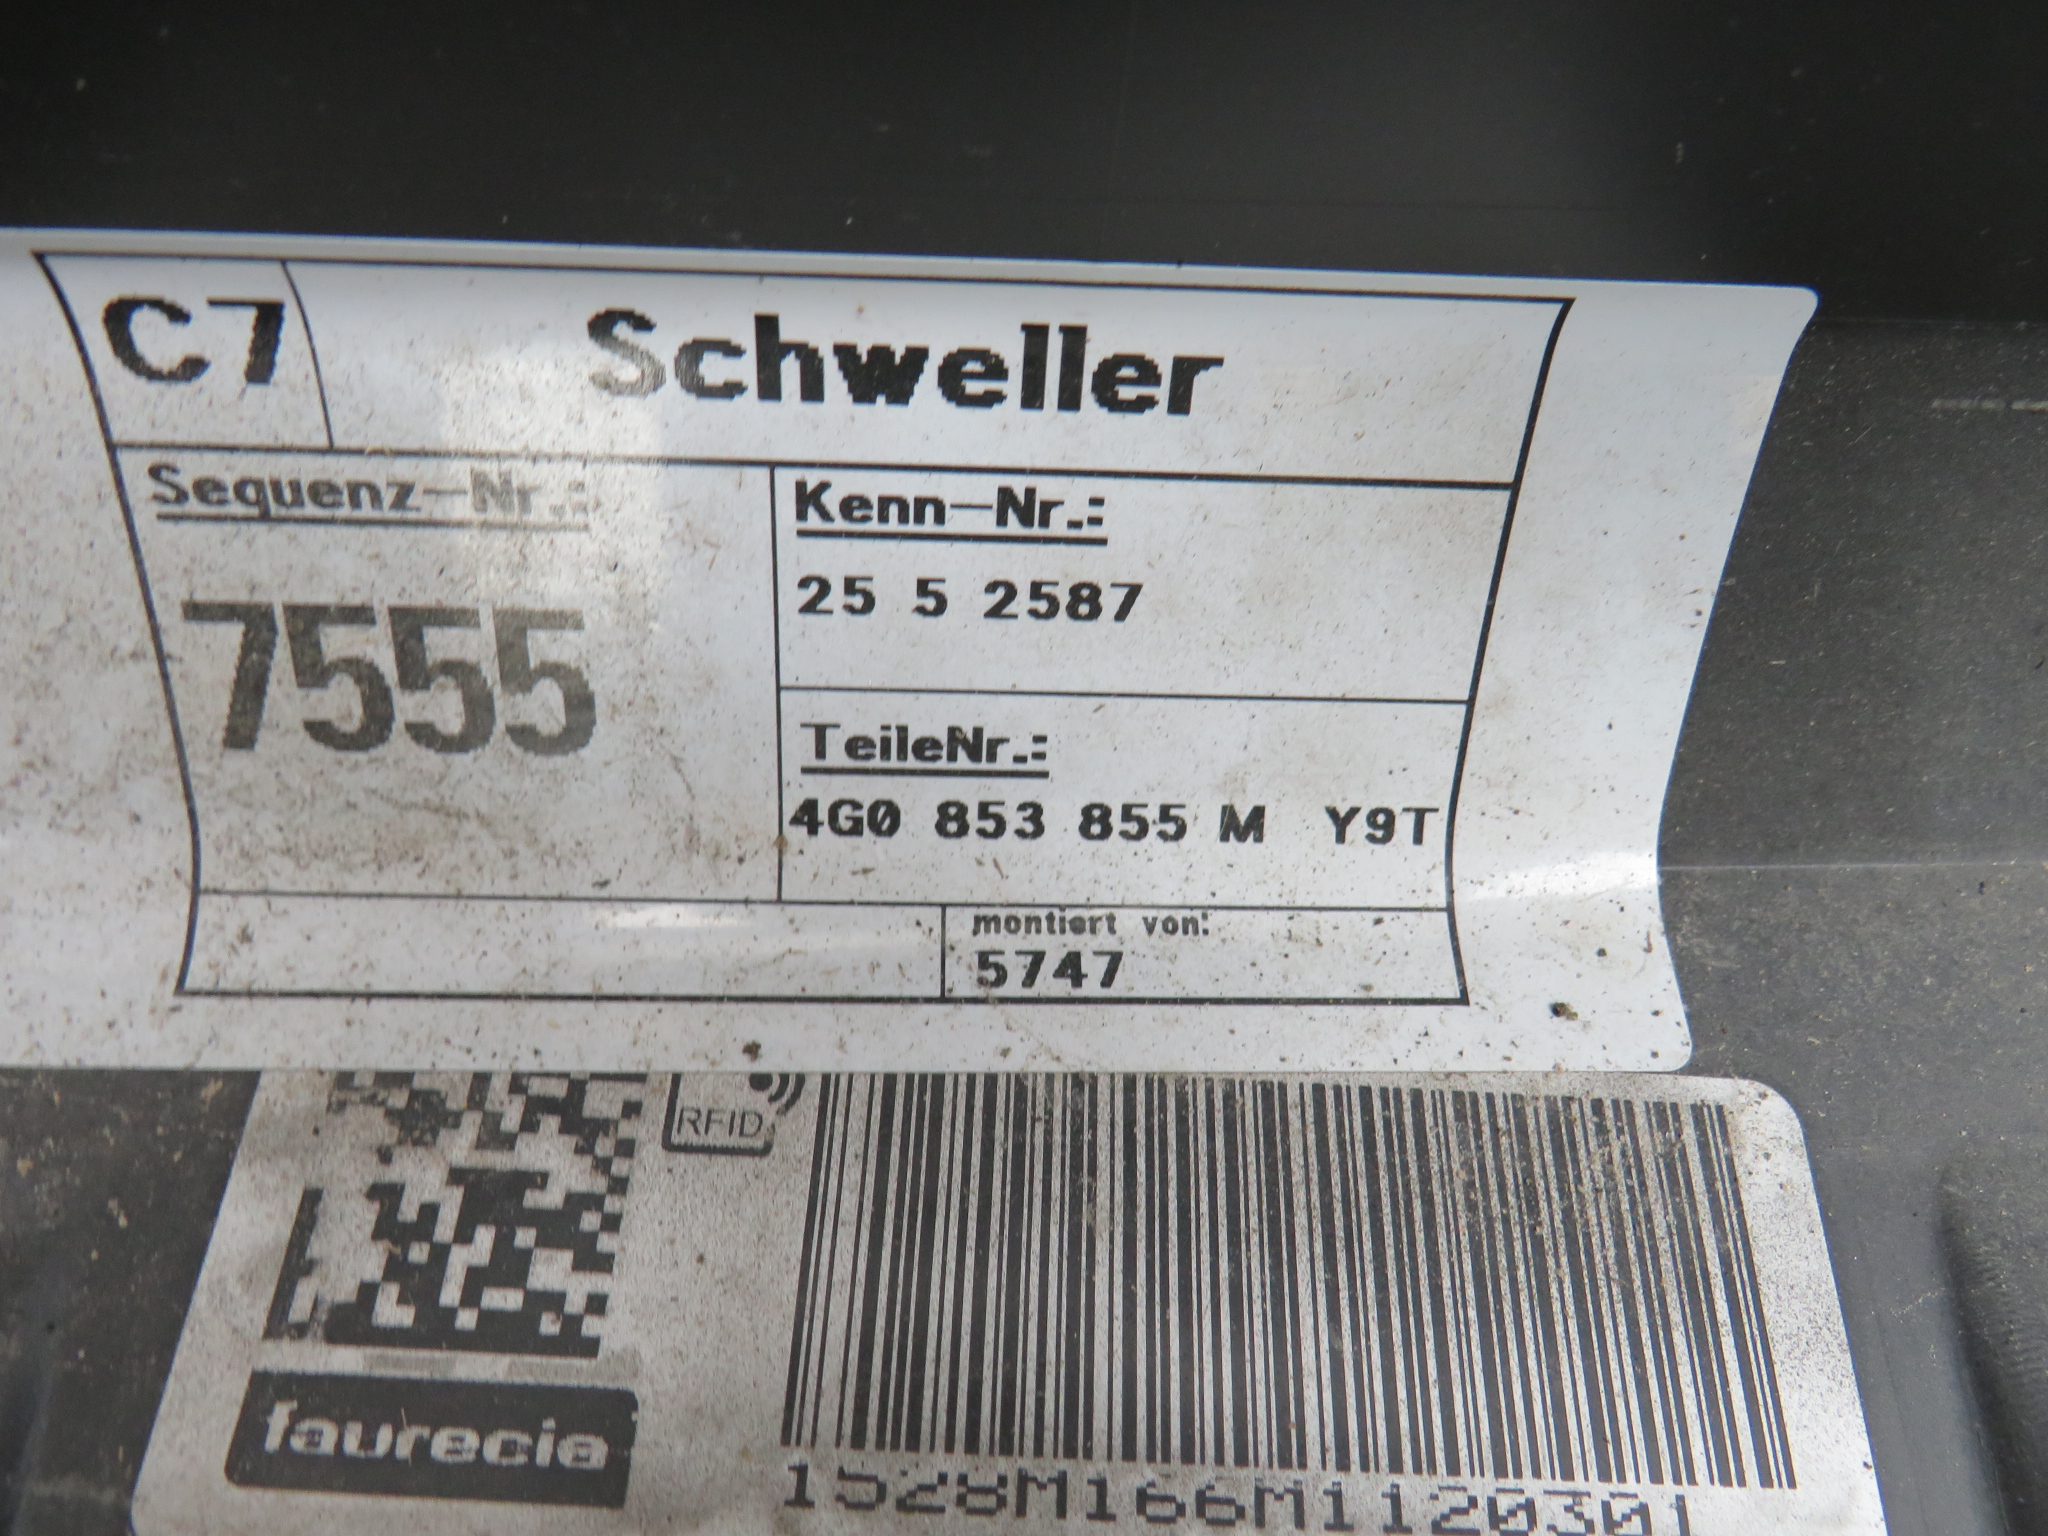 C7 Schweller
Sequenz-Nr.:
7555
Kenn-Nr.:
25 5 2587
TeileNr.:
4G0 853 855 M Y9T
montiert von:
5747
RFID
faurecia
1528M166M1120301